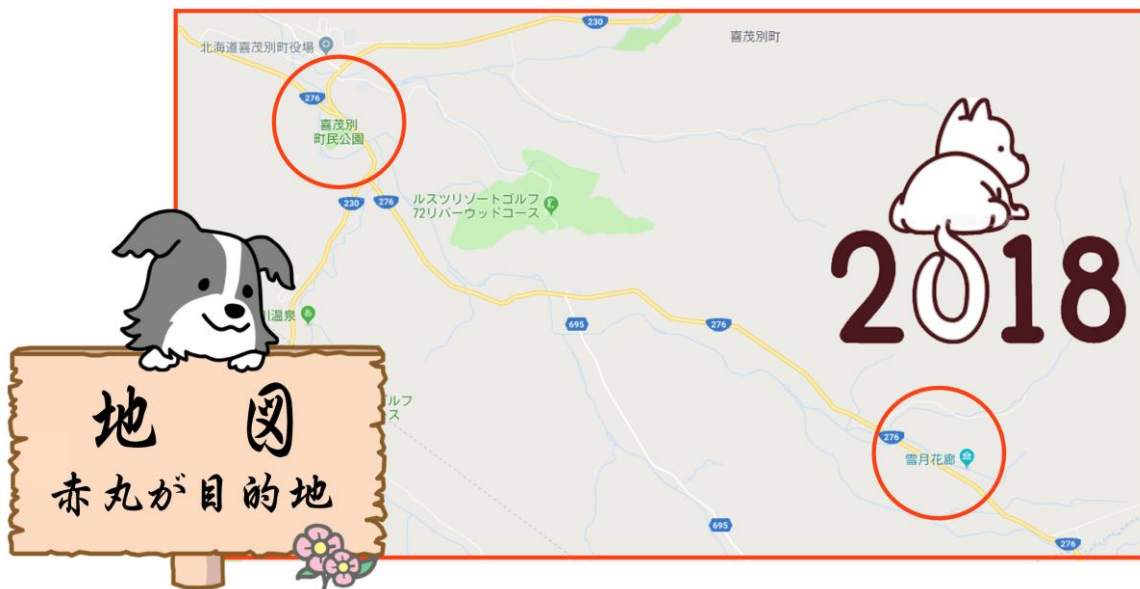 230
北海道喜茂別町役場
喜茂別町
276
喜茂別
町民公園
ルスツリゾートゴルフ
72リバーウッドコース
230
276
2018
川温泉
695
276
地図
赤丸が目的地
ルフ
ス
276
雪月花廊
695
276